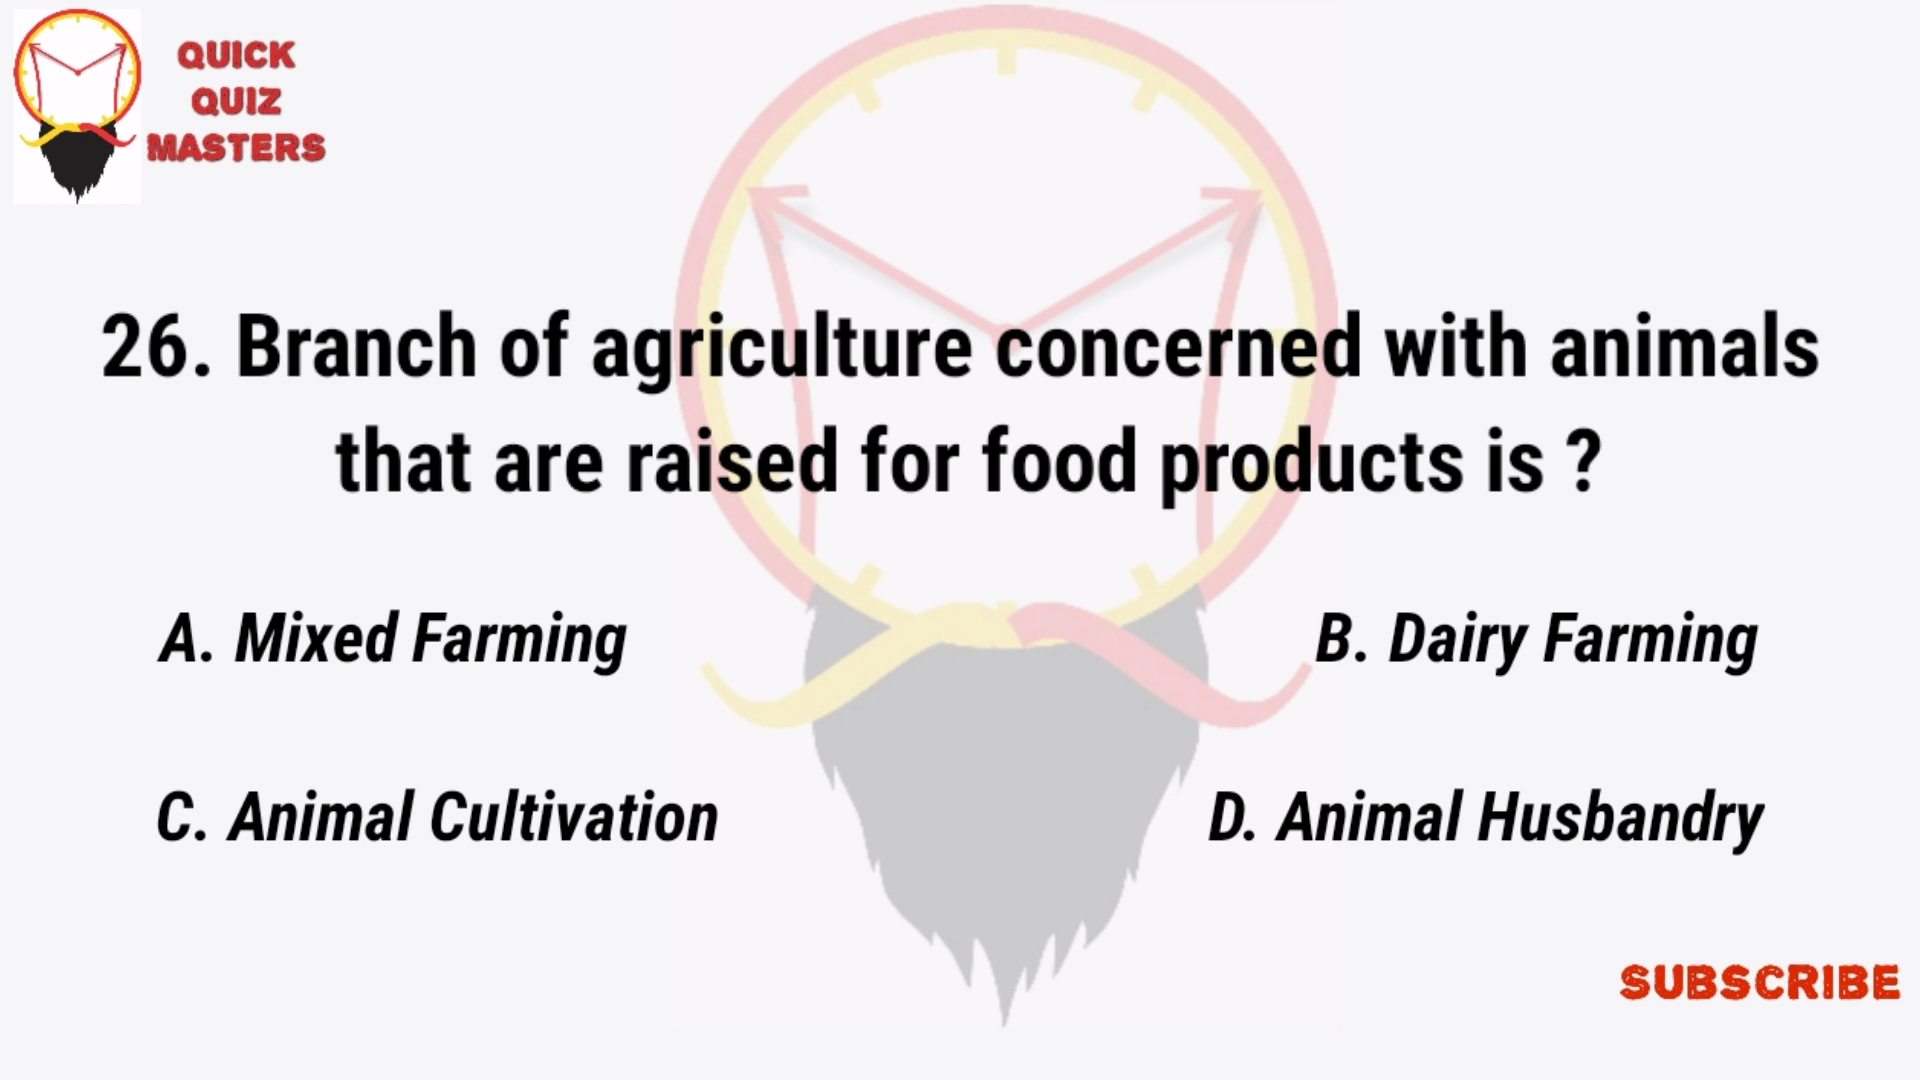 QUICK
QUIZ
MASTERS
26. Branch of agriculture concerned with animals
that are raised for food products is ?
A. Mixed Farming
B. Dairy Farming
C. Animal Cultivation
D. Animal Husbandry
SUBSCRIBE